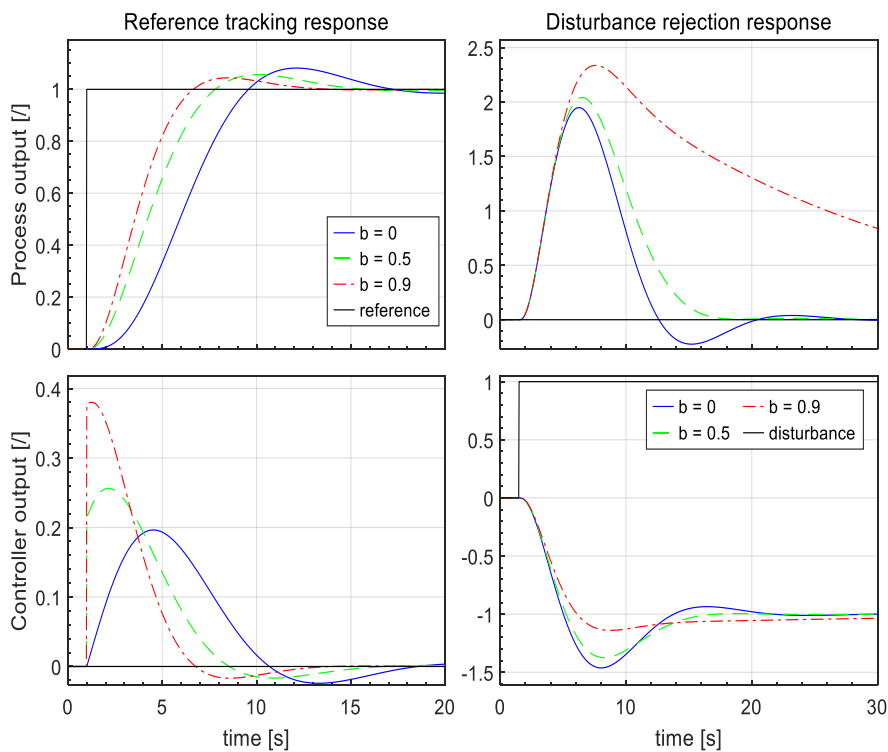 Reference tracking response
Disturbance rejection response
Process output [/]
1
0.8
0.6
0.4
0.2
0
b = 0
b = 0.5
b = 0.9
reference
2.5
2
1.5
1
0.5
0
Controller output [/]
0.4
0.3
0.2
0.1
0
0 5 10 15 20
time [s]
1
0.5
0
-0.5
-1
-1.5
b = 0 b = 0.9
b = 0.5 disturbance
0 10 20 30
time [s]